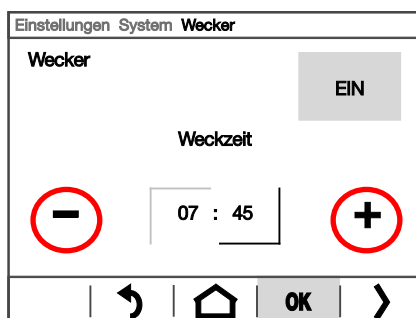 Einstellungen System Wecker
Wecker
EIN
Weckzeit
− 07 : 45 +
OK